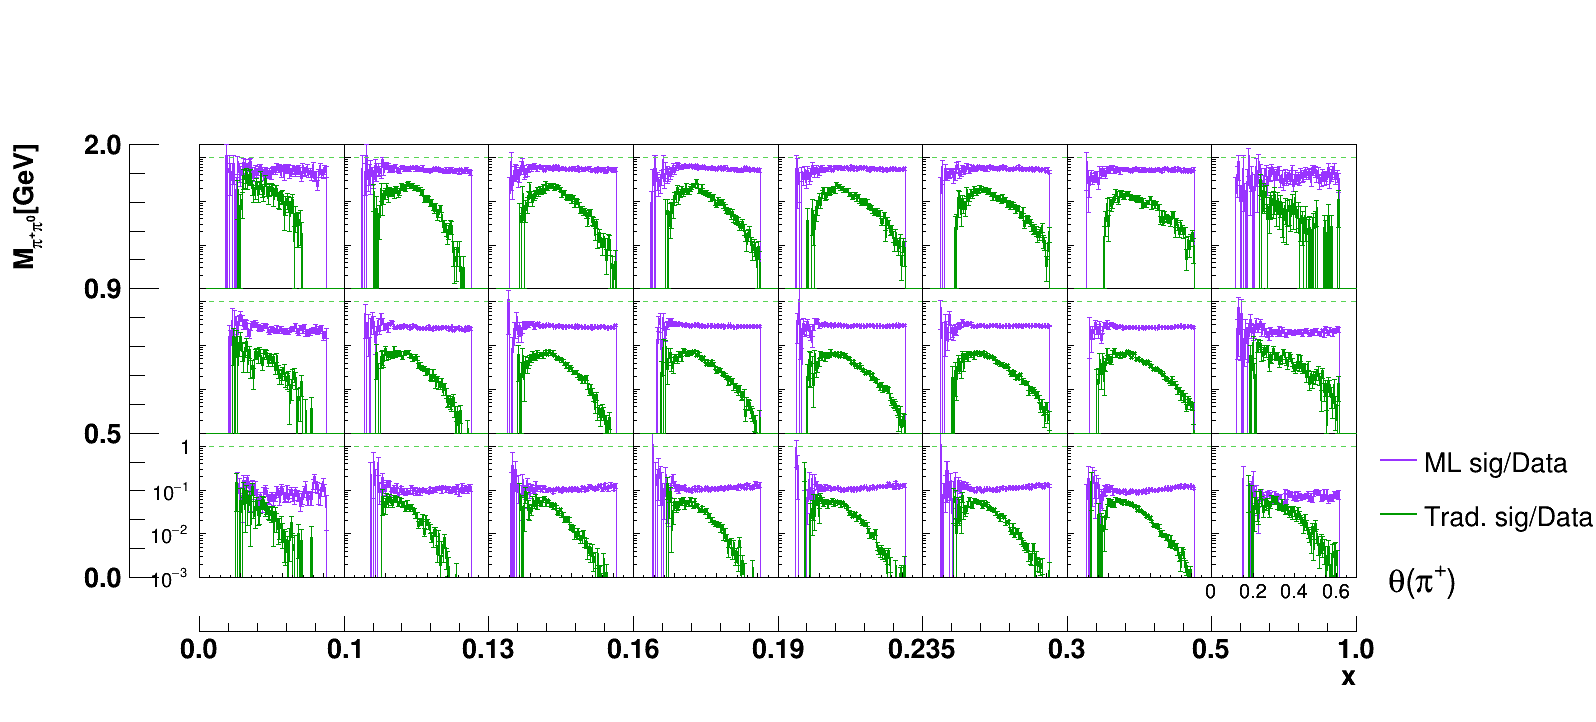 M π⁺π⁰ [GeV]
2.0
0.9
0.5
0.0
1
10⁻¹
10⁻²
10⁻³
ML sig/Data
Trad. sig/Data
0 0.2 0.4 0.6
θ(π⁺)
0.0 0.1 0.13 0.16 0.19 0.235 0.3 0.5 1.0
x